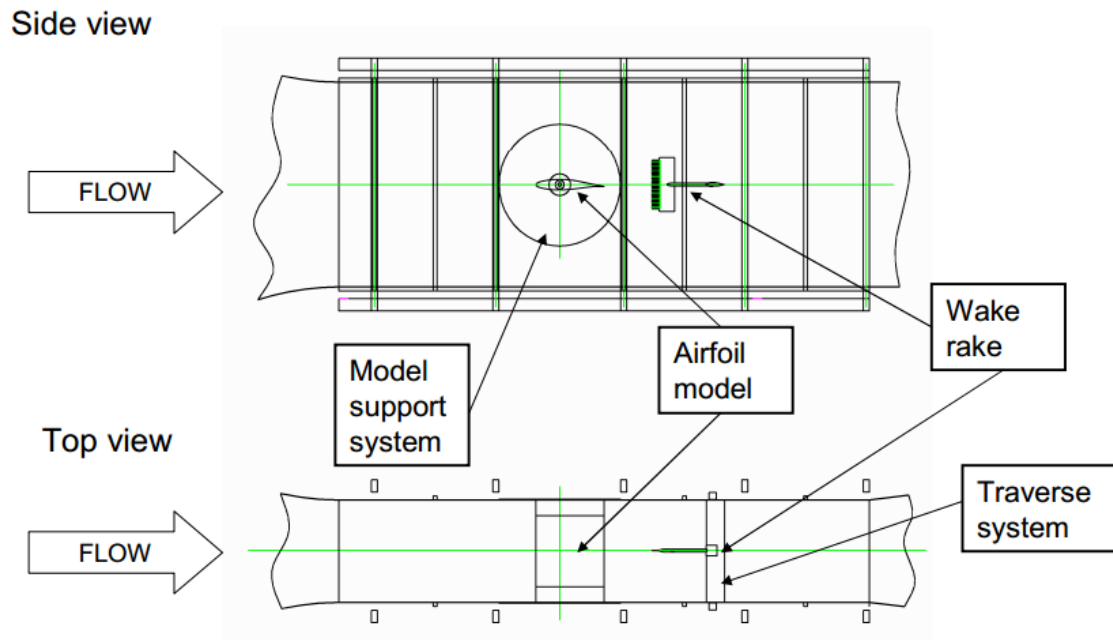 Side view
FLOW
Wake
rake
Airfoil
model
Model
support
system
Top view
Traverse
system
FLOW